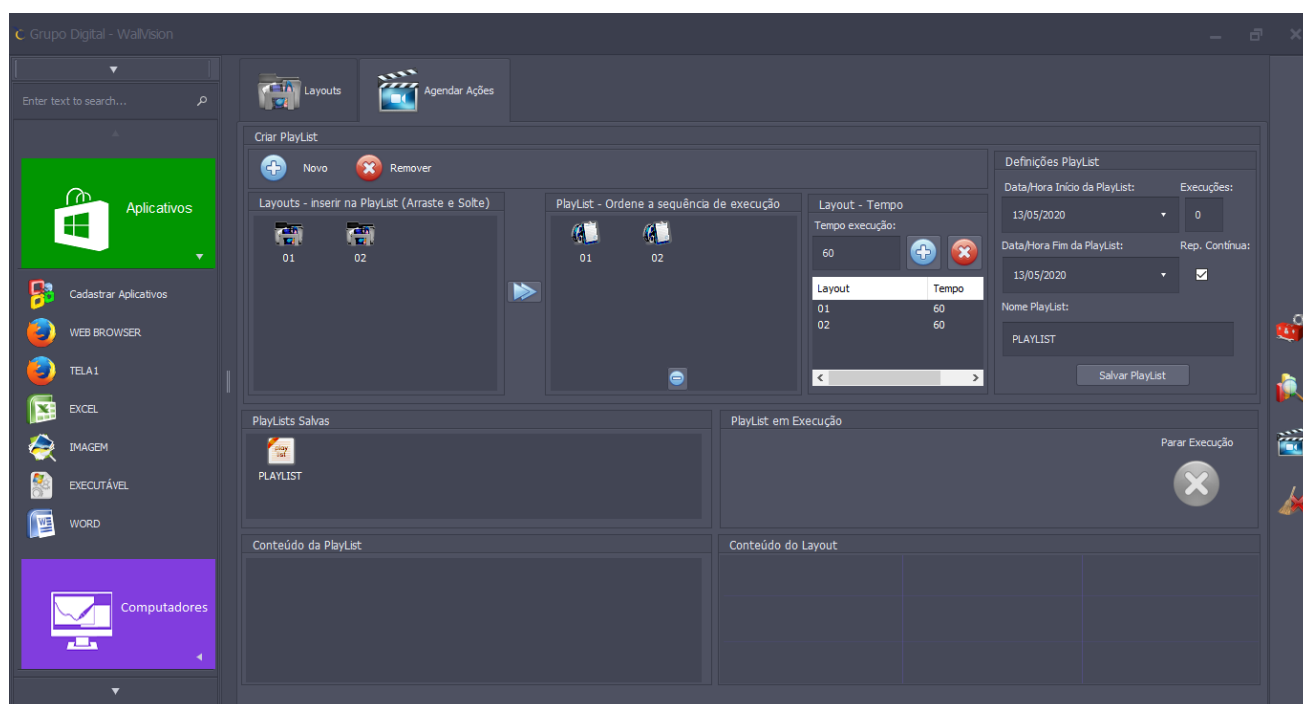 Grupo Digital - WallVision
Enter text to search...
Aplicativos
Cadastrar Aplicativos
WEB BROWSER
TELA1
EXCEL
IMAGEM
EXECUTÁVEL
WORD
Computadores
Layouts
Agendar Ações
Criar PlayList
Novo
Remover
Layouts - inserir na PlayList (Arraste e Solte)
01
02
PlayList - Ordene a sequência de execução
01
02
Layout - Tempo
Tempo execução:
60
Layout Tempo
01 60
02 60
Definições PlayList
Data/Hora Início da PlayList: Execuções:
13/05/2020 0
Data/Hora Fim da PlayList: Rep. Contínua:
13/05/2020
Nome PlayList:
PLAYLIST
Salvar PlayList
PlayLists Salvas
play
list
PLAYLIST
PlayList em Execução
Parar Execução
Conteúdo da PlayList
Conteúdo do Layout